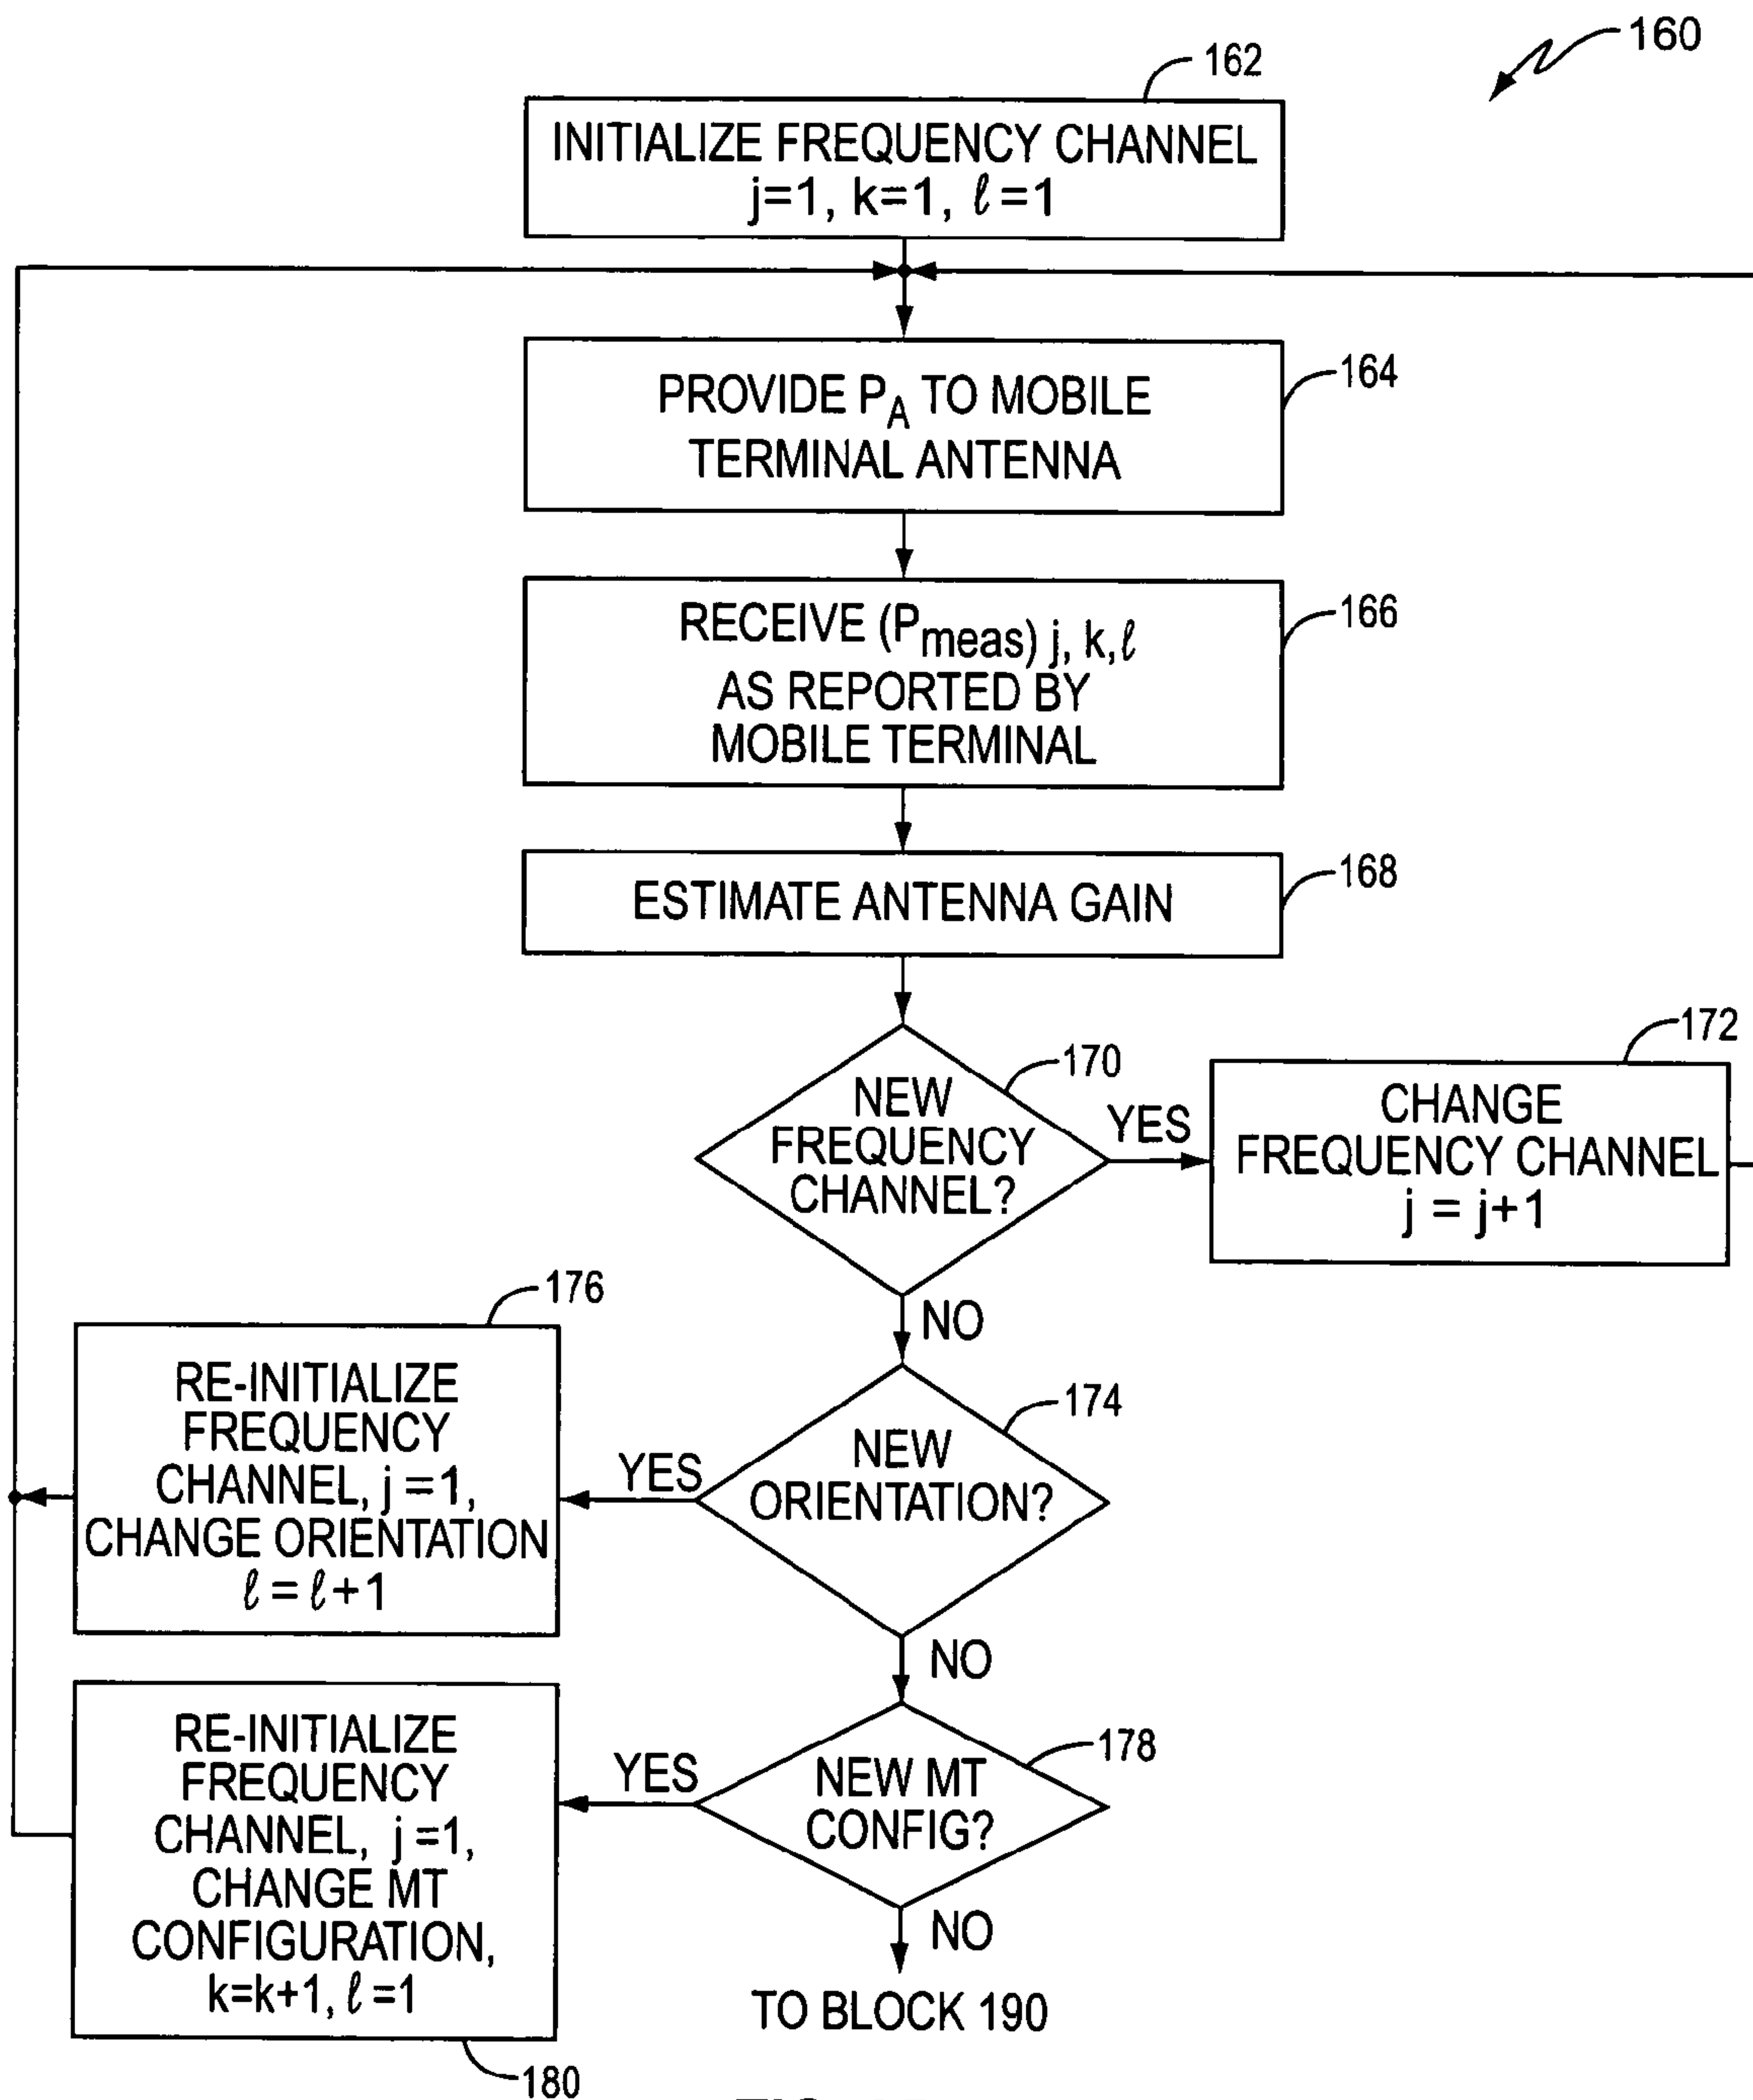 160
162
INITIALIZE FREQUENCY CHANNEL
j=1, k=1, ℓ=1
164
PROVIDE PA TO MOBILE
TERMINAL ANTENNA
166
RECEIVE (Pmeas) j, k, ℓ
AS REPORTED BY
MOBILE TERMINAL
168
ESTIMATE ANTENNA GAIN
170
NEW
FREQUENCY
CHANNEL?
YES
172
CHANGE
FREQUENCY CHANNEL
j = j+1
NO
174
NEW
ORIENTATION?
YES
176
RE-INITIALIZE
FREQUENCY
CHANNEL, j =1,
CHANGE ORIENTATION
ℓ = ℓ +1
NO
178
NEW MT
CONFIG?
YES
RE-INITIALIZE
FREQUENCY
CHANNEL, j =1,
CHANGE MT
CONFIGURATION,
k=k+1, ℓ =1
180
NO
TO BLOCK 190